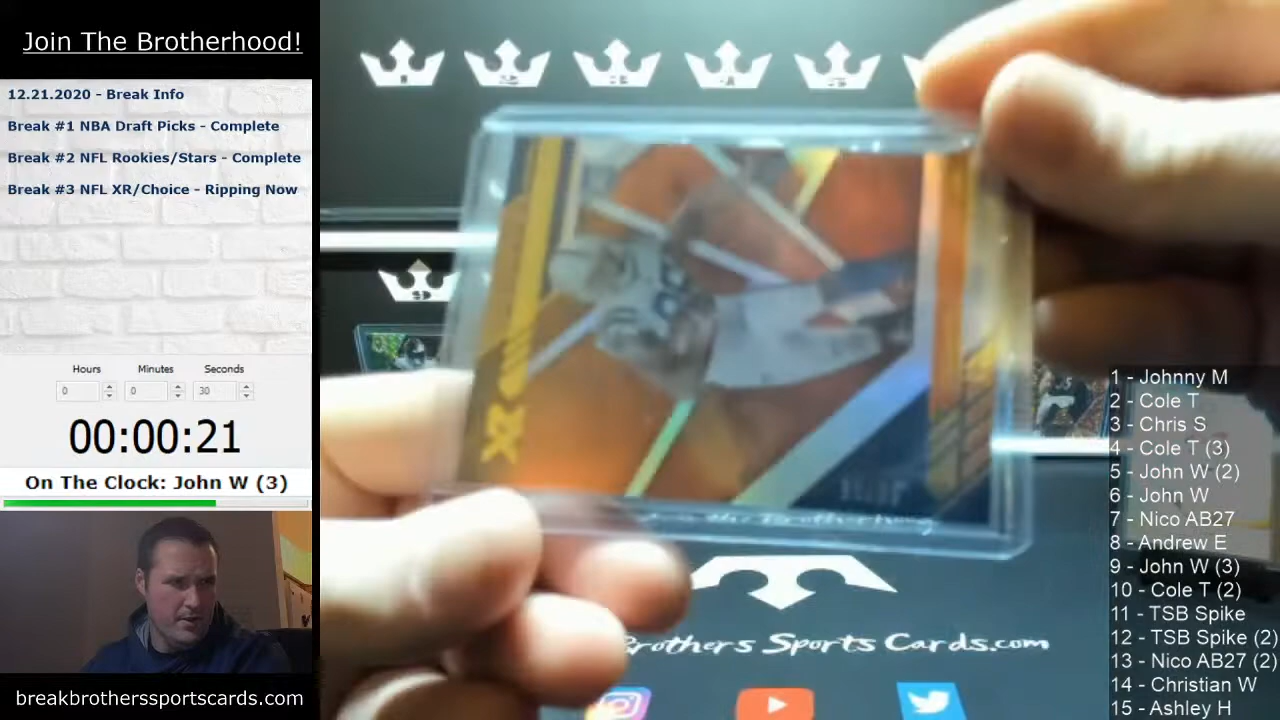 Join The Brotherhood!
12.21.2020 - Break Info
Break #1 NBA Draft Picks - Complete
Break #2 NFL Rookies/Stars - Complete
Break #3 NFL XR/Choice - Ripping Now
Hours Minutes Seconds
0 0 30
00:00:21
On The Clock: John W (3)
breakbrotherssportscards.com
XR
the Brotherhood
Brothers Sports Cards.com
1 - Johnny M
2 - Cole T
3 - Chris S
4 - Cole T (3)
5 - John W (2)
6 - John W
7 - Nico AB27
8 - Andrew E
9 - John W (3)
10 - Cole T (2)
11 - TSB Spike
12 - TSB Spike (2)
13 - Nico AB27 (2)
14 - Christian W
15 - Ashley H